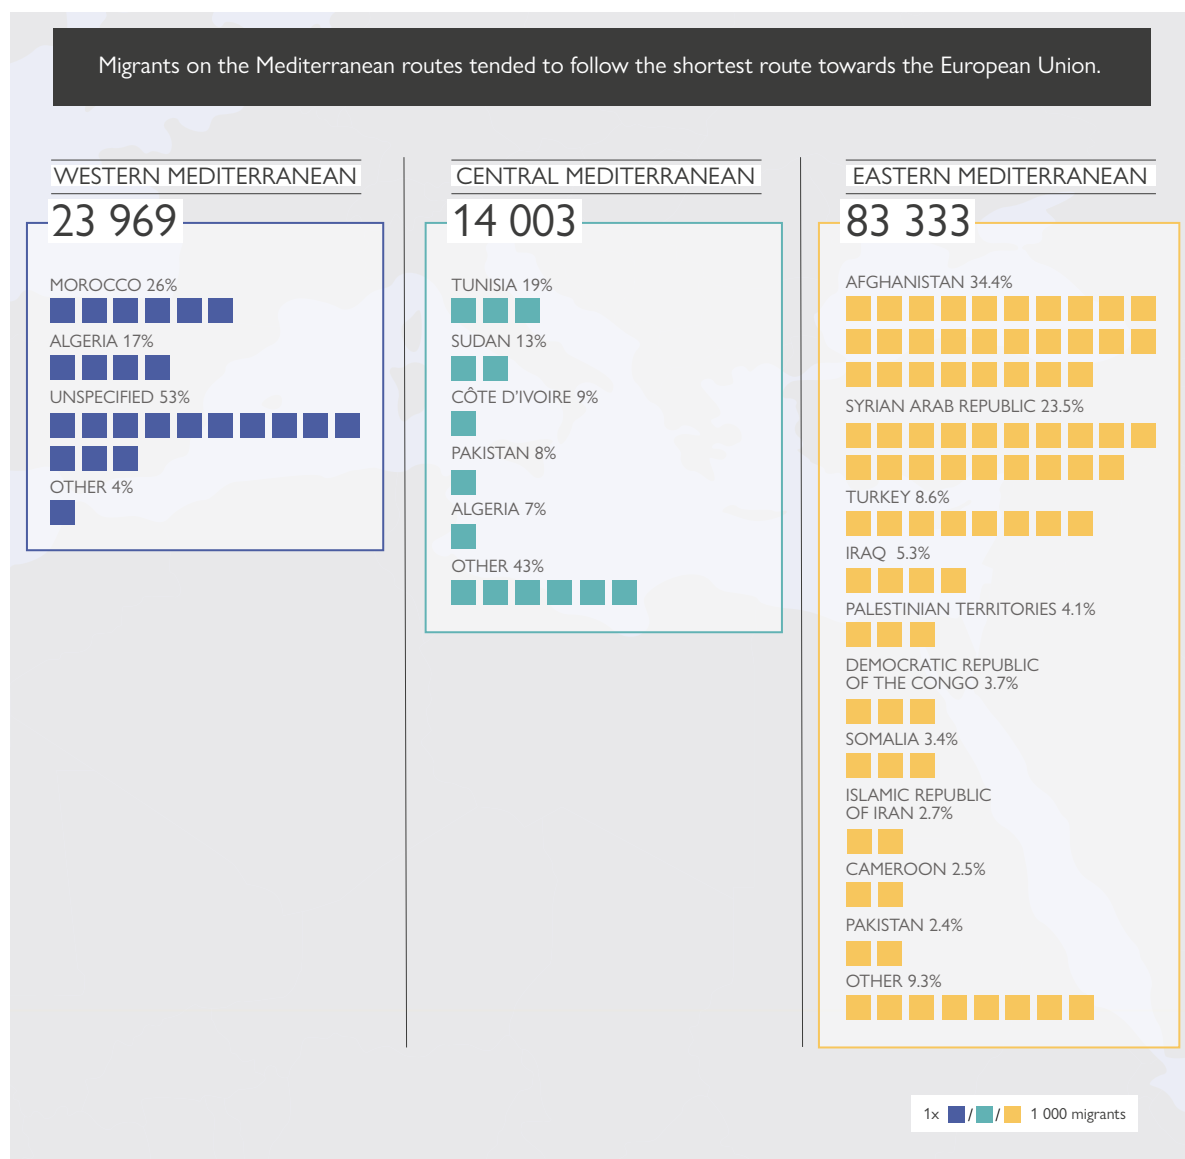 Migrants on the Mediterranean routes tended to follow the shortest route towards the European Union.
WESTERN MEDITERRANEAN
23 969
MOROCCO 26%
ALGERIA 17%
UNSPECIFIED 53%
OTHER 4%
CENTRAL MEDITERRANEAN
14 003
TUNISIA 19%
SUDAN 13%
CÔTE D'IVOIRE 9%
PAKISTAN 8%
ALGERIA 7%
OTHER 43%
EASTERN MEDITERRANEAN
83 333
AFGHANISTAN 34.4%
SYRIAN ARAB REPUBLIC 23.5%
TURKEY 8.6%
IRAQ 5.3%
PALESTINIAN TERRITORIES 4.1%
DEMOCRATIC REPUBLIC
OF THE CONGO 3.7%
SOMALIA 3.4%
ISLAMIC REPUBLIC
OF IRAN 2.7%
CAMEROON 2.5%
PAKISTAN 2.4%
OTHER 9.3%
1x / / 1 000 migrants